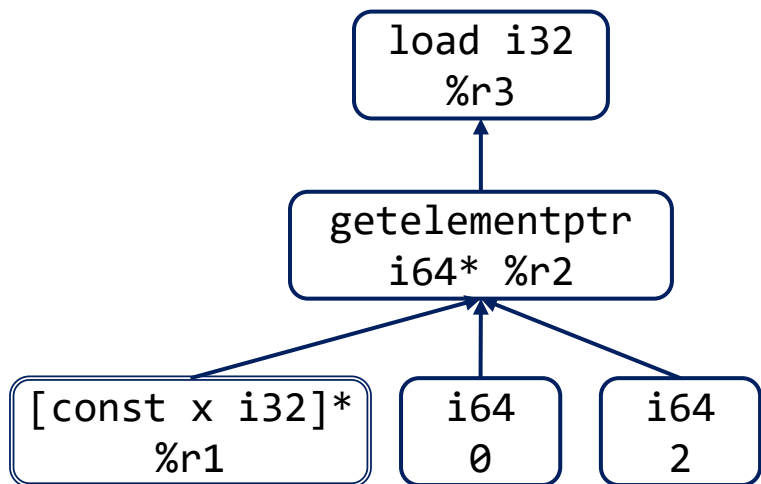 load i32
%r3
getelementptr
i64* %r2
[const x i32]*
%r1
i64
0
i64
2